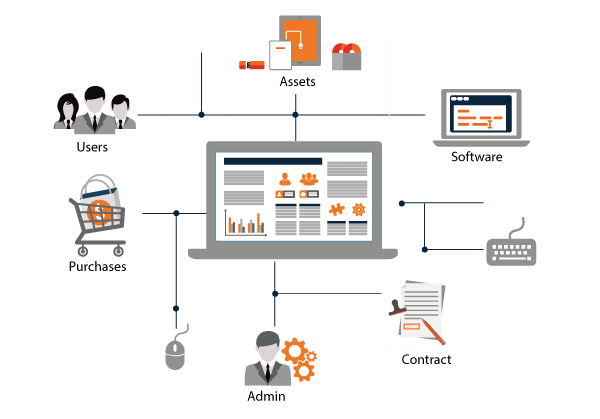 Assets
Users
Software
Purchases
Contract
Admin